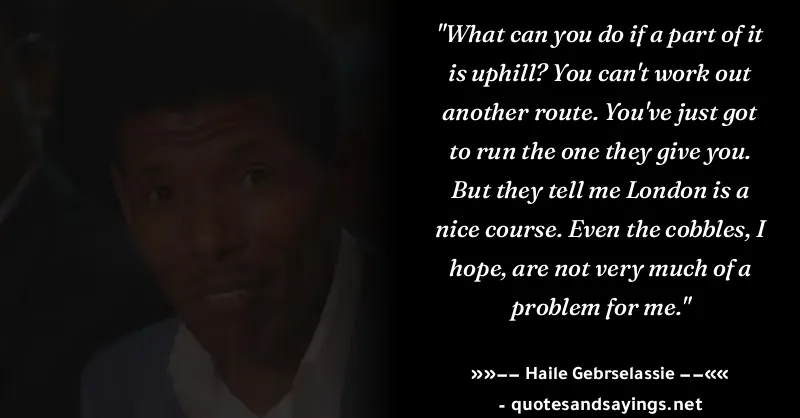 "What can you do if a part of it
is uphill? You can't work out
another route. You've just got
to run the one they give you.
But they tell me London is a
nice course. Even the cobbles, I
hope, are not very much of a
problem for me."
»»−− Haile Gebrselassie −−««
- quotesandsayings.net